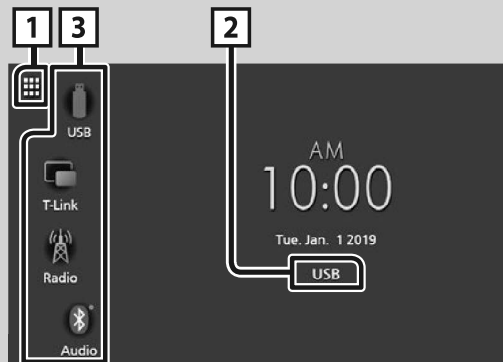 1
3
2
USB
T-Link
Radio
Audio
AM
10:00
Tue. Jan. 1 2019
USB